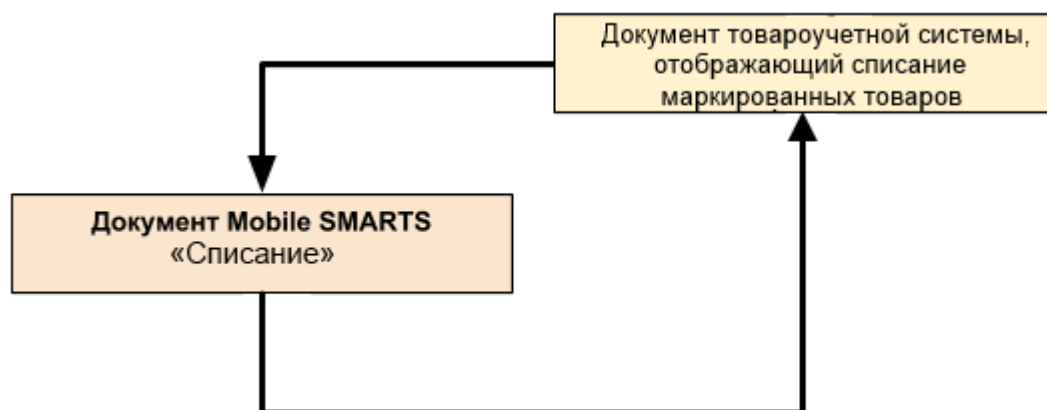 Документ товароучетной системы,
отображающий списание
маркированных товаров
Документ Mobile SMARTS
«Списание»